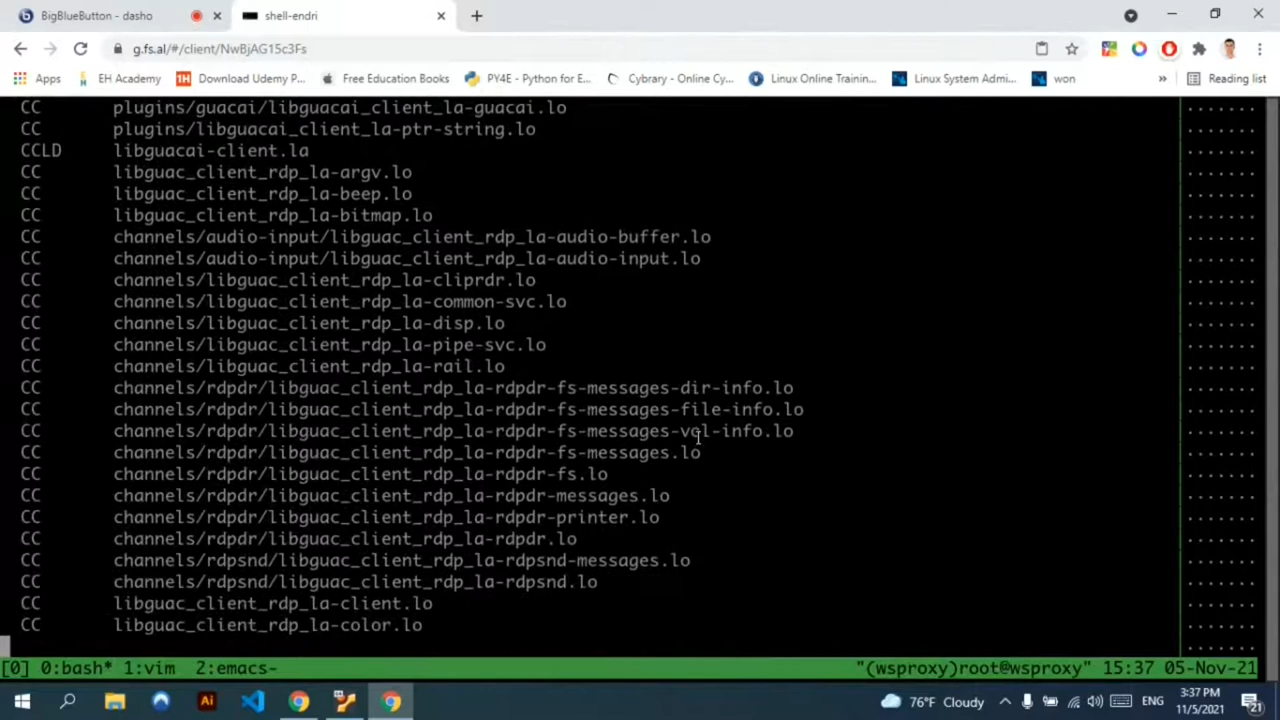 BigBlueButton - dasho
shell-endri
g.fs.al/#/client/NwBjAG15c3Fs
Apps
EH Academy
1H Download Udemy P...
Free Education Books
PY4E - Python for E...
Cybrary - Online Cy...
Linux Online Trainin...
Linux System Admi...
won
»
Reading list
CC plugins/guacai/libguacai_client_la-guacai.lo
CC plugins/libguacai_client_la-ptr-string.lo
CCLD libguacai-client.la
CC libguac_client_rdp_la-argv.lo
CC libguac_client_rdp_la-beep.lo
CC libguac_client_rdp_la-bitmap.lo
CC channels/audio-input/libguac_client_rdp_la-audio-buffer.lo
CC channels/audio-input/libguac_client_rdp_la-audio-input.lo
CC channels/libguac_client_rdp_la-cliprdr.lo
CC channels/libguac_client_rdp_la-common-svc.lo
CC channels/libguac_client_rdp_la-disp.lo
CC channels/libguac_client_rdp_la-pipe-svc.lo
CC channels/libguac_client_rdp_la-rail.lo
CC channels/rdpdr/libguac_client_rdp_la-rdpdr-fs-messages-dir-info.lo
CC channels/rdpdr/libguac_client_rdp_la-rdpdr-fs-messages-file-info.lo
CC channels/rdpdr/libguac_client_rdp_la-rdpdr-fs-messages-vol-info.lo
CC channels/rdpdr/libguac_client_rdp_la-rdpdr-fs-messages.lo
CC channels/rdpdr/libguac_client_rdp_la-rdpdr-fs.lo
CC channels/rdpdr/libguac_client_rdp_la-rdpdr-messages.lo
CC channels/rdpdr/libguac_client_rdp_la-rdpdr-printer.lo
CC channels/rdpdr/libguac_client_rdp_la-rdpdr.lo
CC channels/rdpsnd/libguac_client_rdp_la-rdpsnd-messages.lo
CC channels/rdpsnd/libguac_client_rdp_la-rdpsnd.lo
CC libguac_client_rdp_la-client.lo
CC libguac_client_rdp_la-color.lo
[0] 0:bash* 1:vim 2:emacs- "(wsproxy)root@wsproxy" 15:37 05-Nov-21
Ai
76°F Cloudy
ENG
3:37 PM
11/5/2021
21